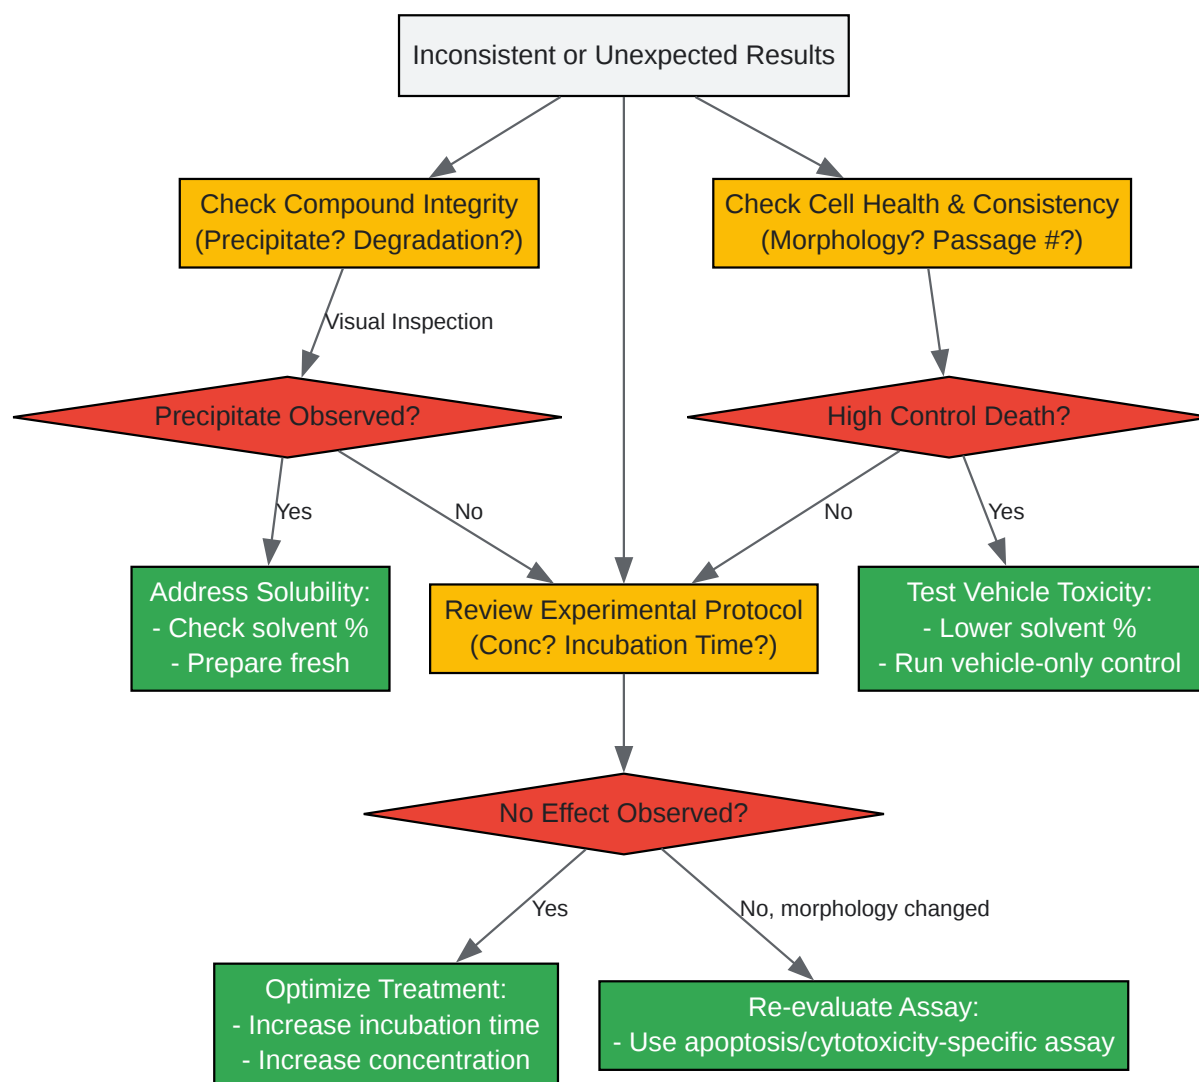 Inconsistent or Unexpected Results
Check Compound Integrity
(Precipitate? Degradation?)
Check Cell Health & Consistency
(Morphology? Passage #?)
Visual Inspection
Precipitate Observed?
High Control Death?
Yes
No
No
Yes
Address Solubility:
- Check solvent %
- Prepare fresh
Review Experimental Protocol
(Conc? Incubation Time?)
Test Vehicle Toxicity:
- Lower solvent %
- Run vehicle-only control
No Effect Observed?
Yes
No, morphology changed
Optimize Treatment:
- Increase incubation time
- Increase concentration
Re-evaluate Assay:
- Use apoptosis/cytotoxicity-specific assay